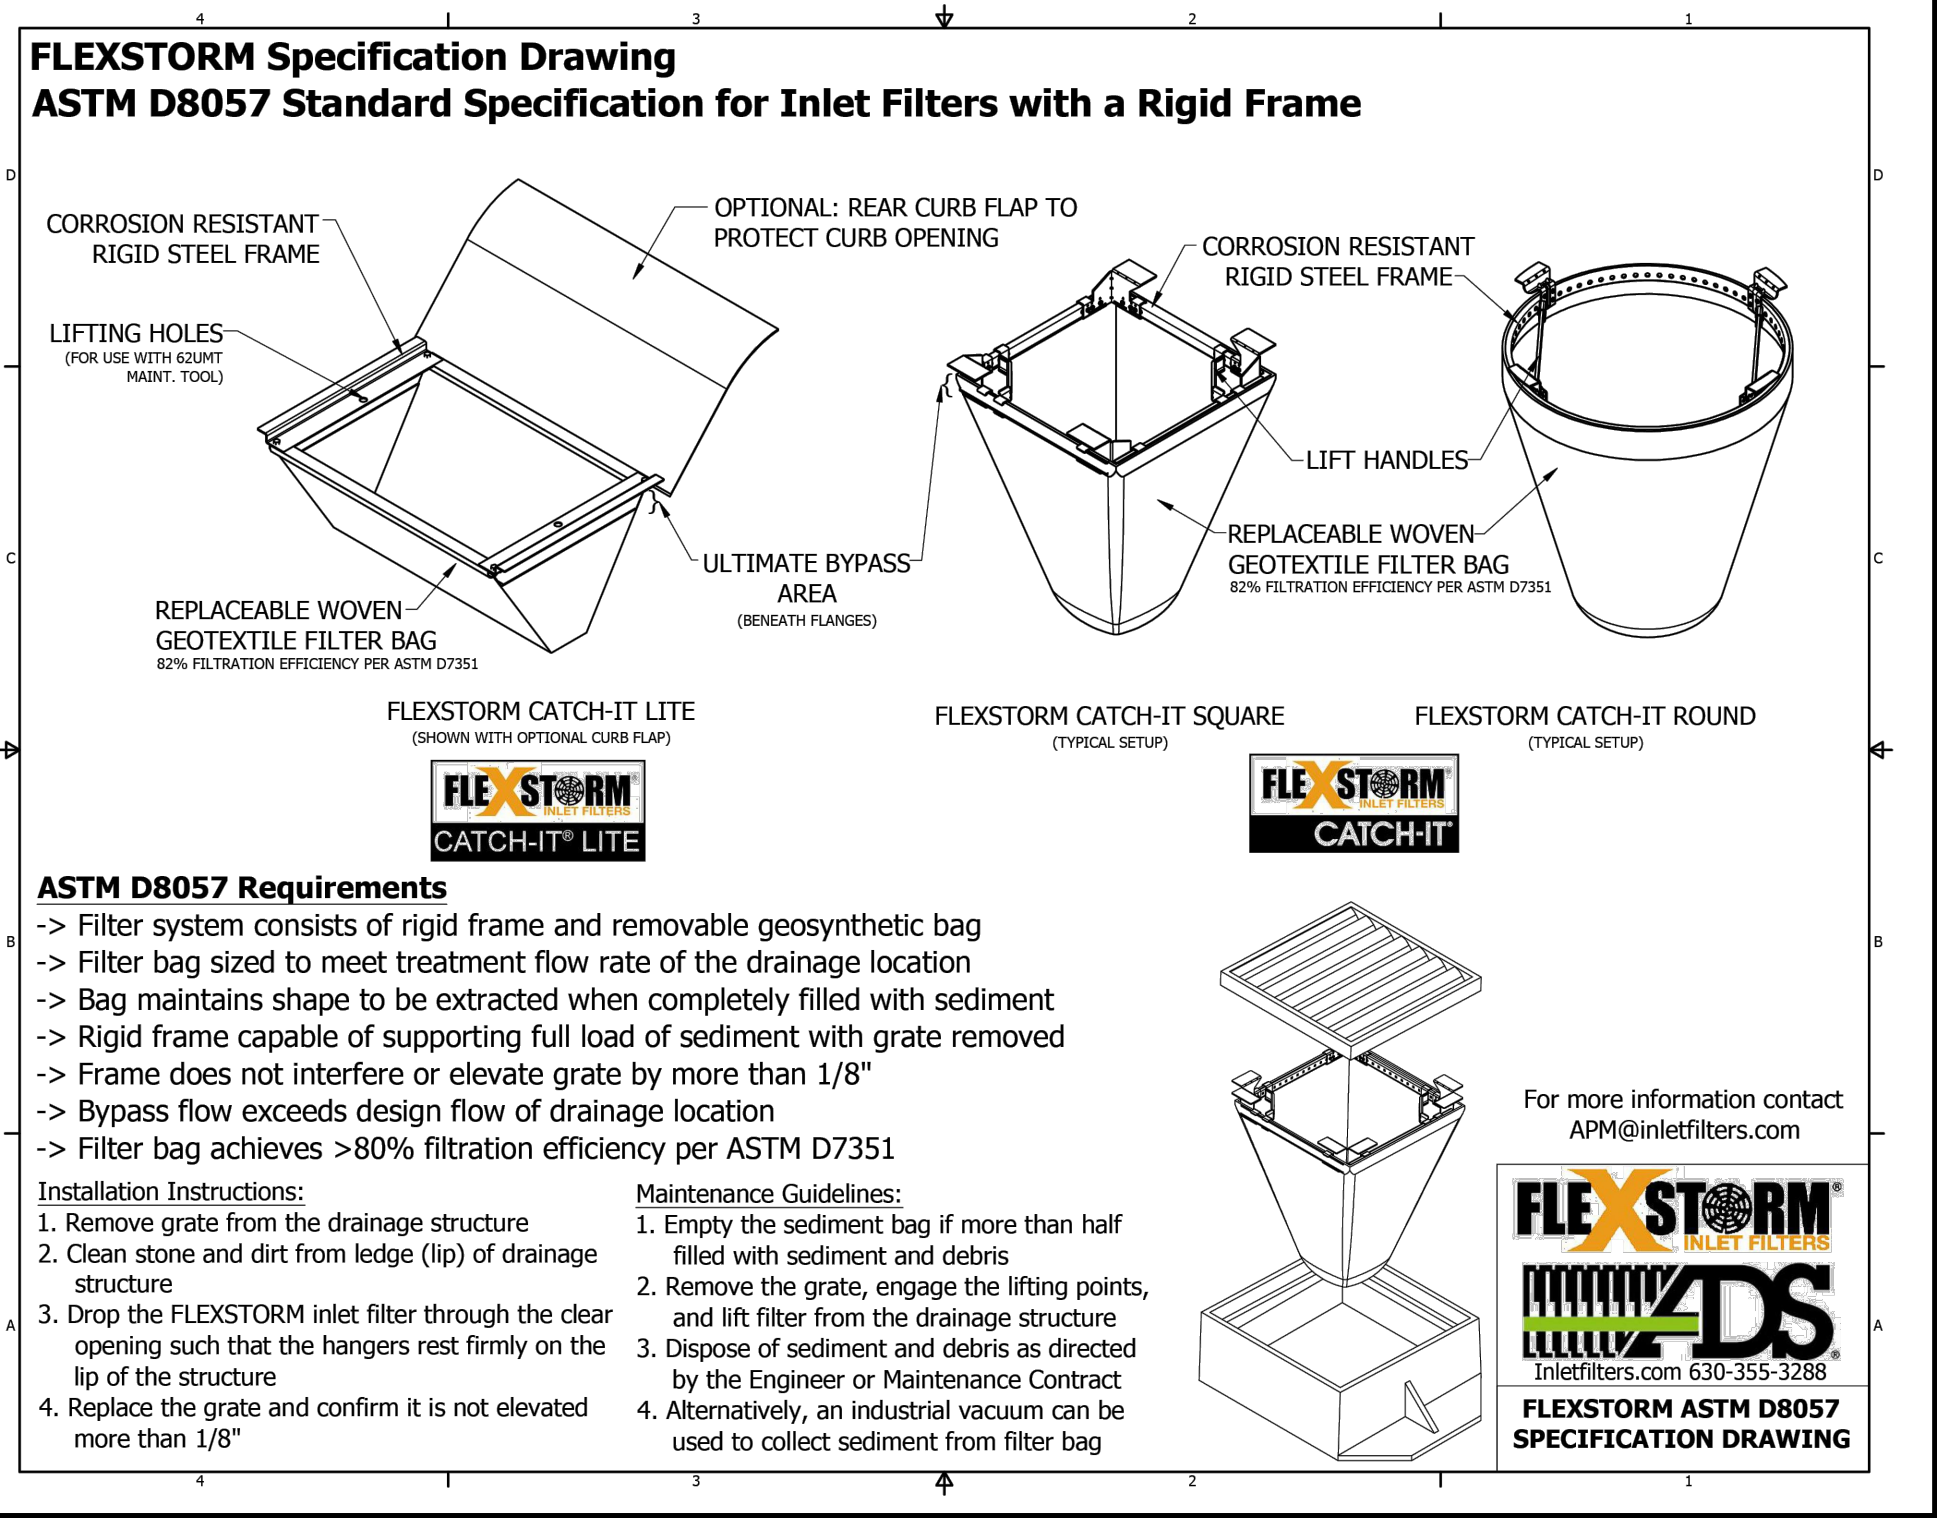 4 3 2 1
FLEXSTORM Specification Drawing
ASTM D8057 Standard Specification for Inlet Filters with a Rigid Frame
D
D
CORROSION RESISTANT
RIGID STEEL FRAME
OPTIONAL: REAR CURB FLAP TO
PROTECT CURB OPENING
CORROSION RESISTANT
RIGID STEEL FRAME
LIFTING HOLES
(FOR USE WITH 62UMT
MAINT. TOOL)
LIFT HANDLES
C
C
ULTIMATE BYPASS
AREA
(BENEATH FLANGES)
REPLACEABLE WOVEN
GEOTEXTILE FILTER BAG
82% FILTRATION EFFICIENCY PER ASTM D7351
REPLACEABLE WOVEN
GEOTEXTILE FILTER BAG
82% FILTRATION EFFICIENCY PER ASTM D7351
FLEXSTORM CATCH-IT LITE
(SHOWN WITH OPTIONAL CURB FLAP)
FLEXSTORM CATCH-IT SQUARE
(TYPICAL SETUP)
FLEXSTORM CATCH-IT ROUND
(TYPICAL SETUP)
FLEXSTORM®
INLET FILTERS
CATCH-IT® LITE
FLEXSTORM®
INLET FILTERS
CATCH-IT®
ASTM D8057 Requirements
-> Filter system consists of rigid frame and removable geosynthetic bag
-> Filter bag sized to meet treatment flow rate of the drainage location
-> Bag maintains shape to be extracted when completely filled with sediment
-> Rigid frame capable of supporting full load of sediment with grate removed
-> Frame does not interfere or elevate grate by more than 1/8"
-> Bypass flow exceeds design flow of drainage location
-> Filter bag achieves >80% filtration efficiency per ASTM D7351
B
B
Installation Instructions:
1. Remove grate from the drainage structure
2. Clean stone and dirt from ledge (lip) of drainage
structure
3. Drop the FLEXSTORM inlet filter through the clear
opening such that the hangers rest firmly on the
lip of the structure
4. Replace the grate and confirm it is not elevated
more than 1/8"
Maintenance Guidelines:
1. Empty the sediment bag if more than half
filled with sediment and debris
2. Remove the grate, engage the lifting points,
and lift filter from the drainage structure
3. Dispose of sediment and debris as directed
by the Engineer or Maintenance Contract
4. Alternatively, an industrial vacuum can be
used to collect sediment from filter bag
A
A
For more information contact
APM@inletfilters.com
FLEXSTORM®
INLET FILTERS
ADS®
Inletfilters.com 630-355-3288
FLEXSTORM ASTM D8057
SPECIFICATION DRAWING
4 3 2 1